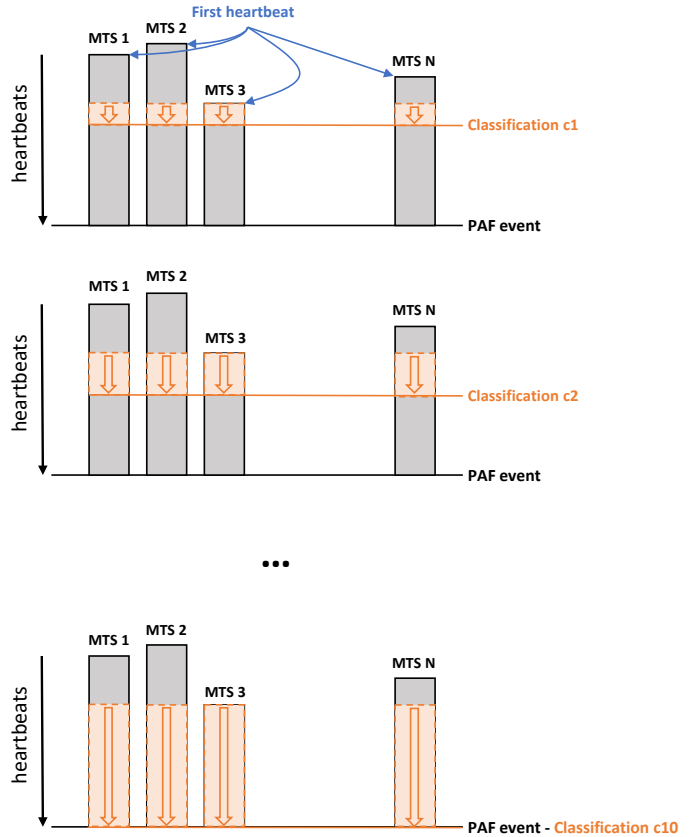 First heartbeat
MTS 1
MTS 2
MTS 3
MTS N
heartbeats
Classification c1
PAF event
MTS 1
MTS 2
MTS 3
MTS N
heartbeats
Classification c2
PAF event
...
MTS 1
MTS 2
MTS 3
MTS N
heartbeats
PAF event - Classification c10